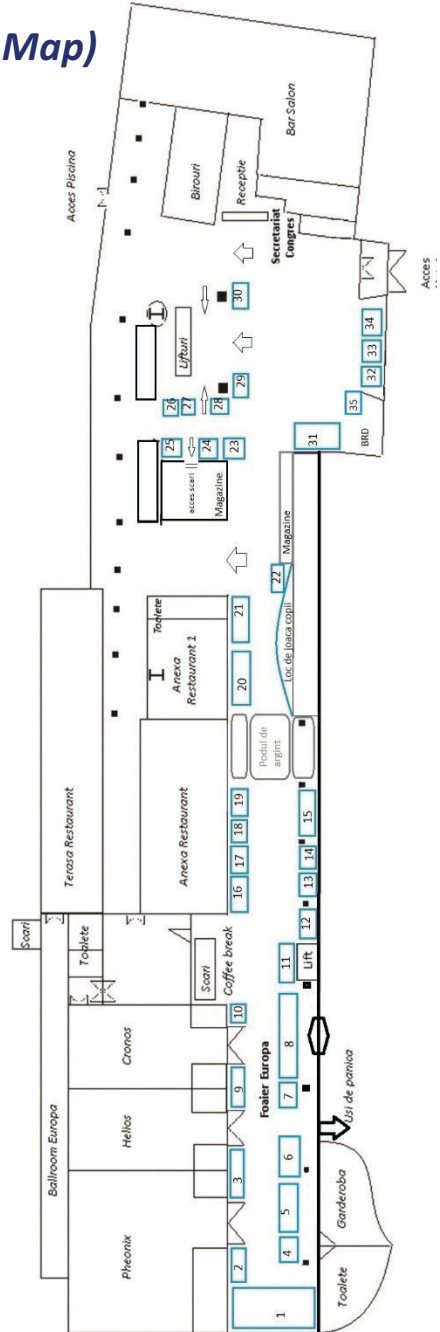 Map)
Acces Piscina
Bar Salon
Birouri
Receptie
Secretariat
Congres
Acces
Lifturi
30
29
34
33
32
35
31
BRD
26
27
28
25
24
23
acces scari
Magazine
Magazine
22
Loc de joaca copii
Toalete
21
Anexa
Restaurant 1
20
Podul de
argint
Terasa Restaurant
Anexa Restaurant
19
18
17
16
15
14
13
12
Scari
Toalete
Scari
Coffee break
11
Lift
10
Cronos
8
Foaier Europa
9
7
Helios
Ballroom Europa
Usi de panica
6
3
5
Pheonix
Garderoba
4
2
1
Toalete